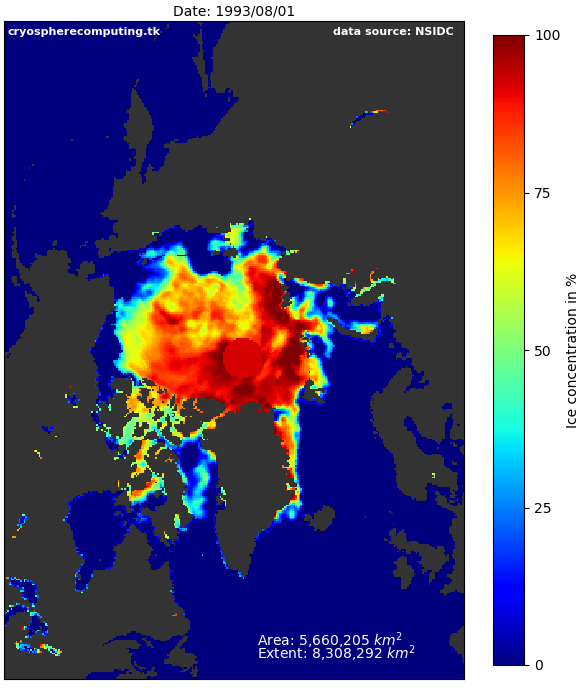 Date: 1993/08/01
cryospherecomputing.tk
data source: NSIDC
100
75
50
25
0
Ice concentration in %
Area: 5,660,205 km²
Extent: 8,308,292 km²